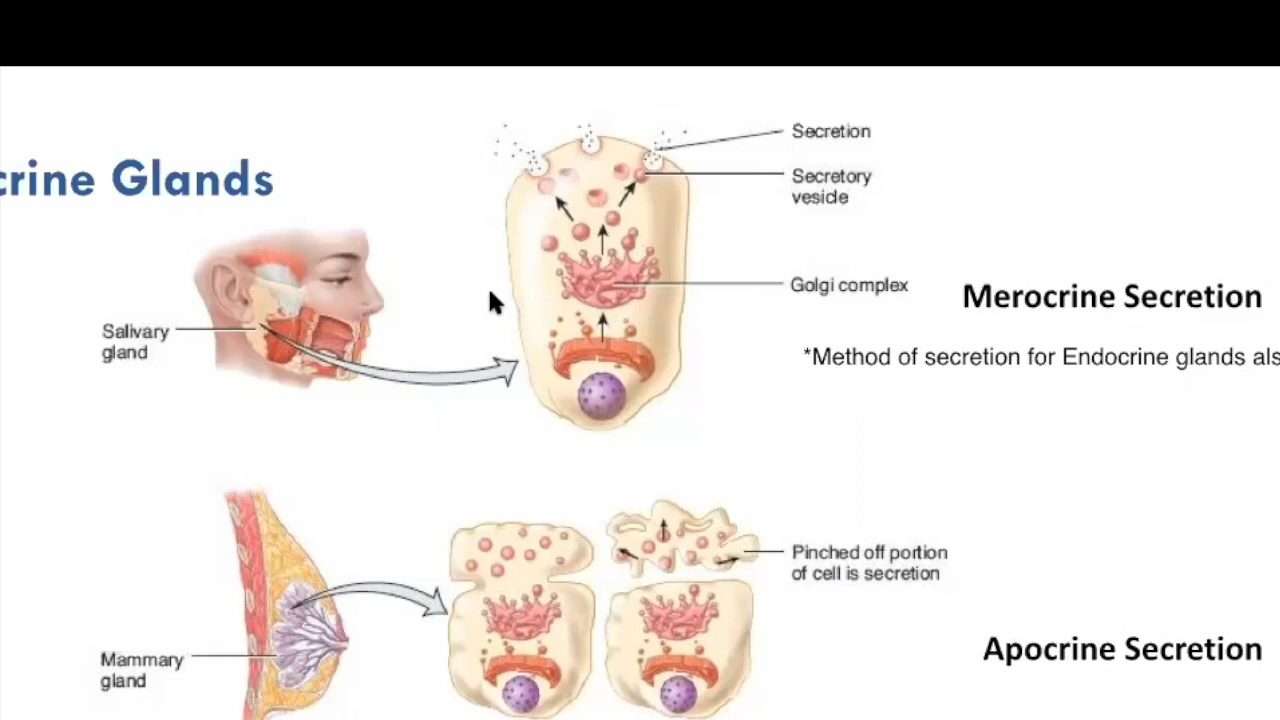 Secretion
crine Glands
Secretory
vesicle
Golgi complex
Merocrine Secretion
Salivary
gland
*Method of secretion for Endocrine glands als
Pinched off portion
of cell is secretion
Apocrine Secretion
Mammary
gland